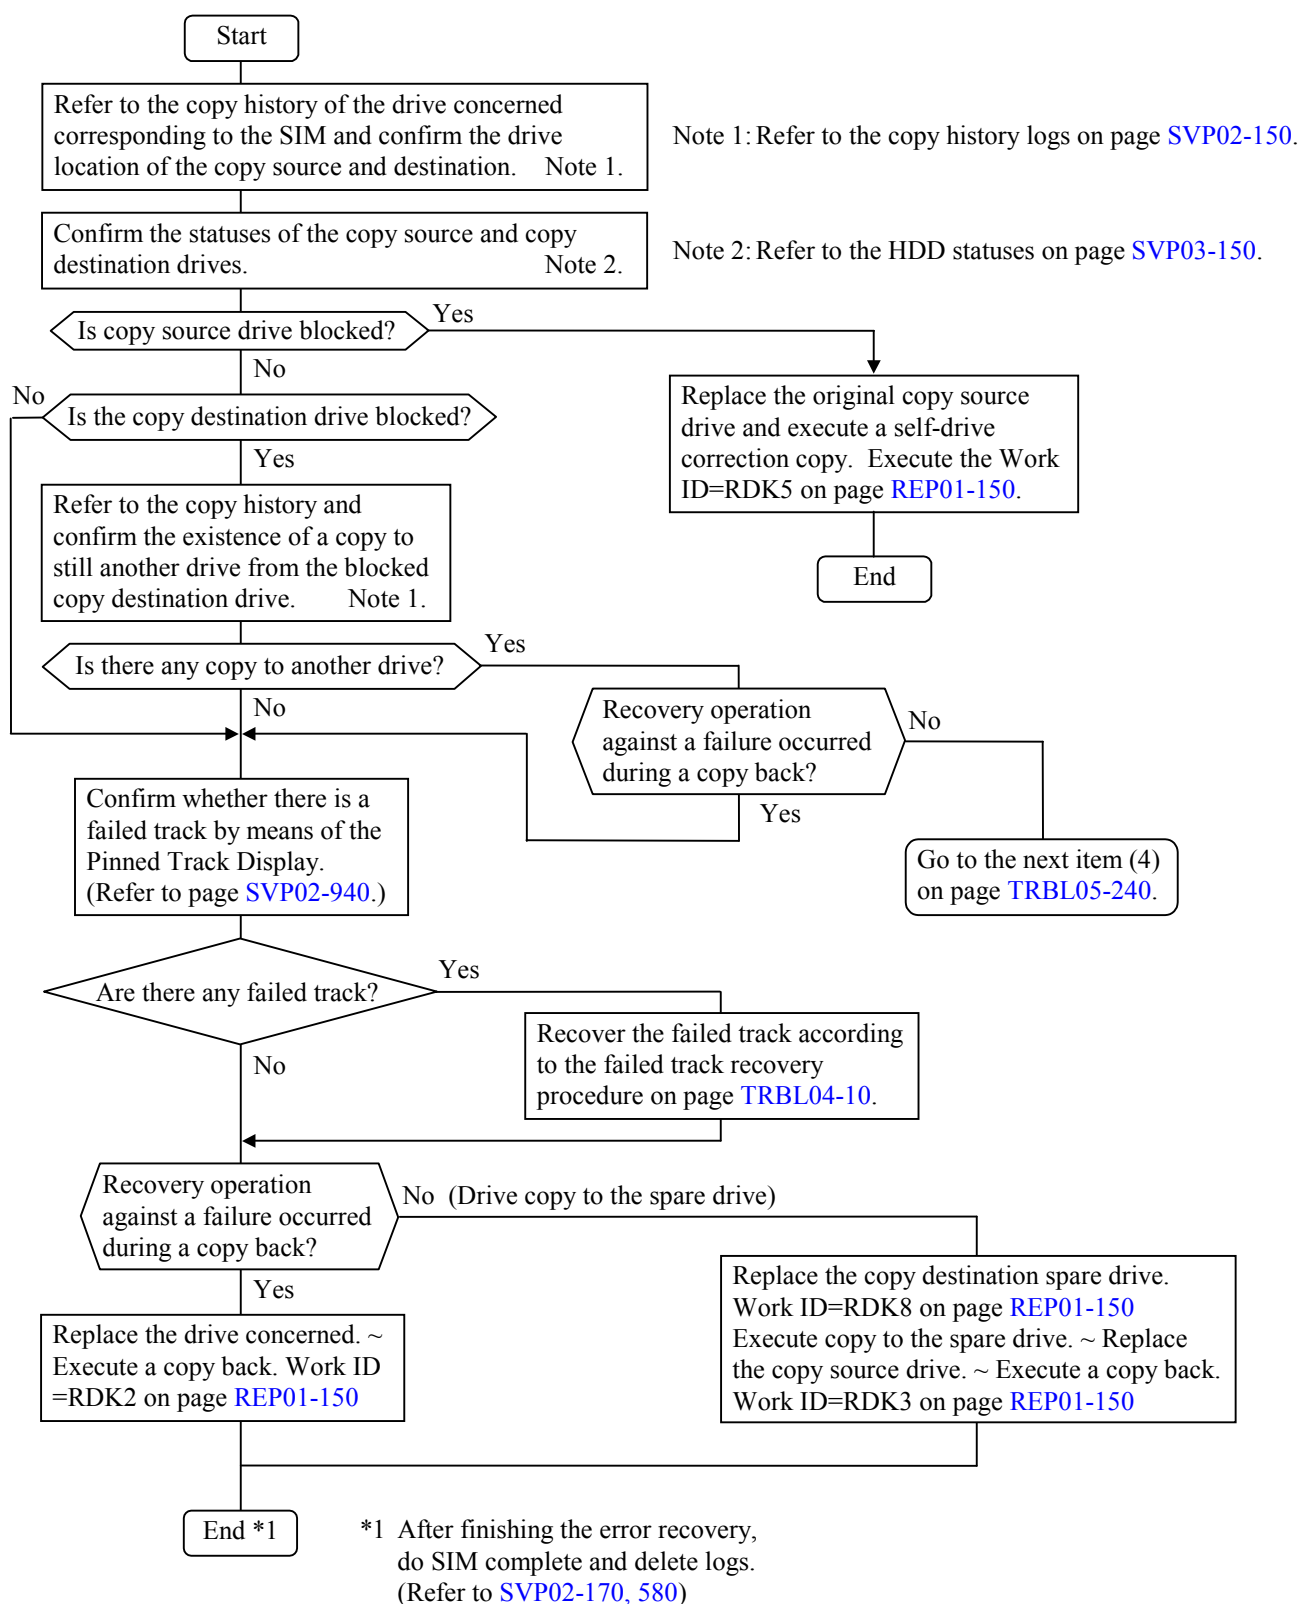 Start
Refer to the copy history of the drive concerned
corresponding to the SIM and confirm the drive
location of the copy source and destination. Note 1.
Note 1: Refer to the copy history logs on page SVP02-150.
Confirm the statuses of the copy source and copy
destination drives. Note 2.
Note 2: Refer to the HDD statuses on page SVP03-150.
Is copy source drive blocked?
Yes
No
Replace the original copy source
drive and execute a self-drive
correction copy. Execute the Work
ID=RDK5 on page REP01-150.
End
No
Is the copy destination drive blocked?
Yes
Refer to the copy history and
confirm the existence of a copy to
still another drive from the blocked
copy destination drive. Note 1.
Is there any copy to another drive?
Yes
No
Recovery operation
against a failure occurred
during a copy back?
No
Yes
Go to the next item (4)
on page TRBL05-240.
Confirm whether there is a
failed track by means of the
Pinned Track Display.
(Refer to page SVP02-940.)
Are there any failed track?
Yes
No
Recover the failed track according
to the failed track recovery
procedure on page TRBL04-10.
Recovery operation
against a failure occurred
during a copy back?
No (Drive copy to the spare drive)
Yes
Replace the drive concerned. ~
Execute a copy back. Work ID
=RDK2 on page REP01-150
Replace the copy destination spare drive.
Work ID=RDK8 on page REP01-150
Execute copy to the spare drive. ~ Replace
the copy source drive. ~ Execute a copy back.
Work ID=RDK3 on page REP01-150
End *1
*1 After finishing the error recovery,
do SIM complete and delete logs.
(Refer to SVP02-170, 580)